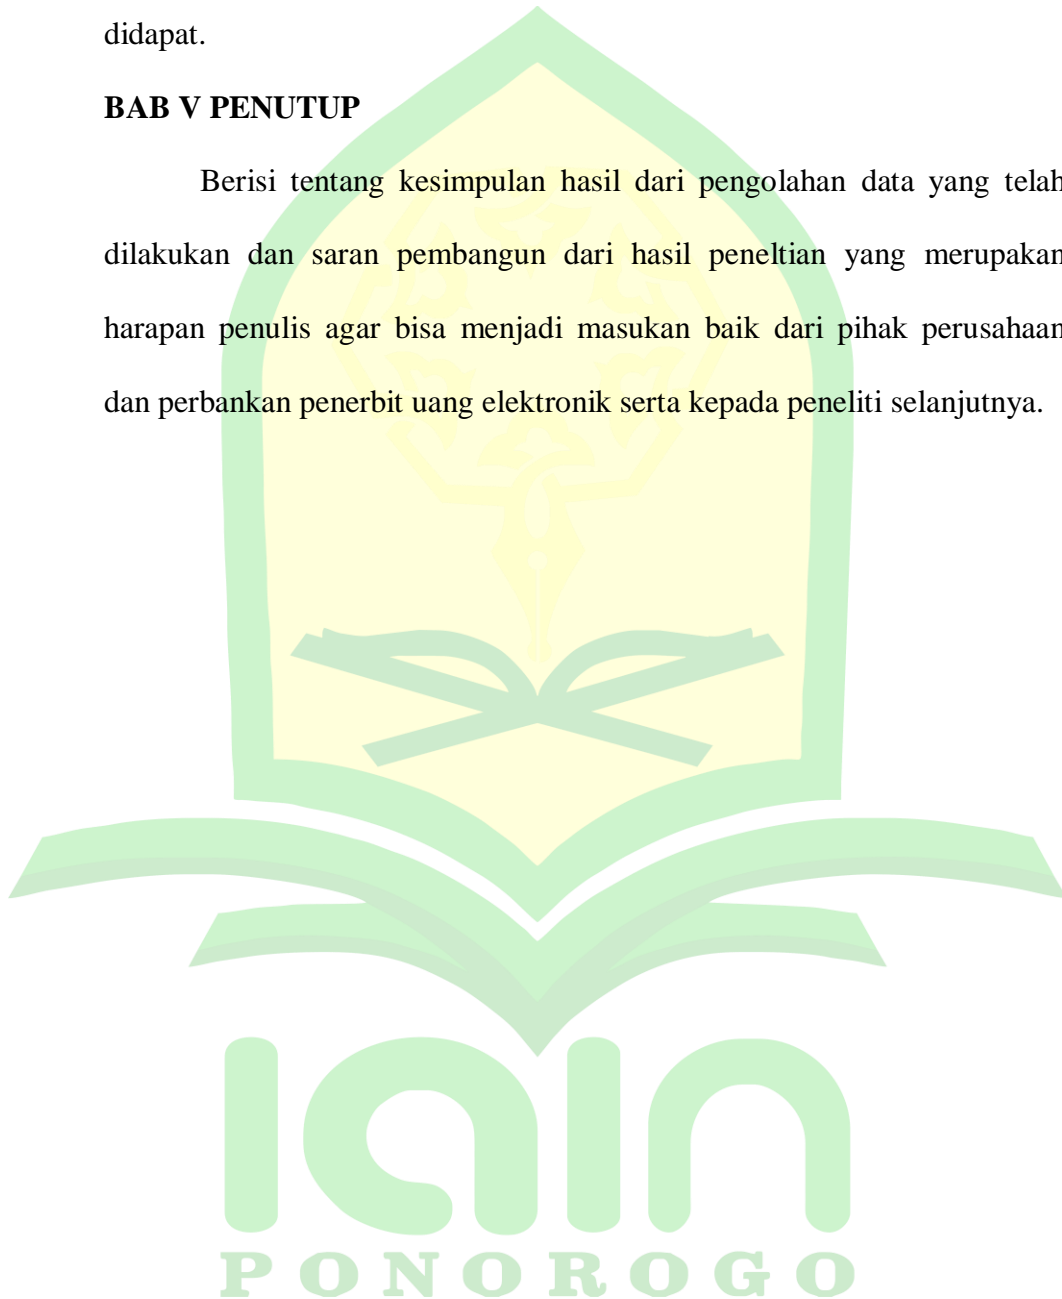 didapat.
BAB V PENUTUP
Berisi tentang kesimpulan hasil dari pengolahan data yang telah
dilakukan dan saran pembangun dari hasil peneltian yang merupakan
harapan penulis agar bisa menjadi masukan baik dari pihak perusahaan
dan perbankan penerbit uang elektronik serta kepada peneliti selanjutnya.
IAIN
PONOROGO